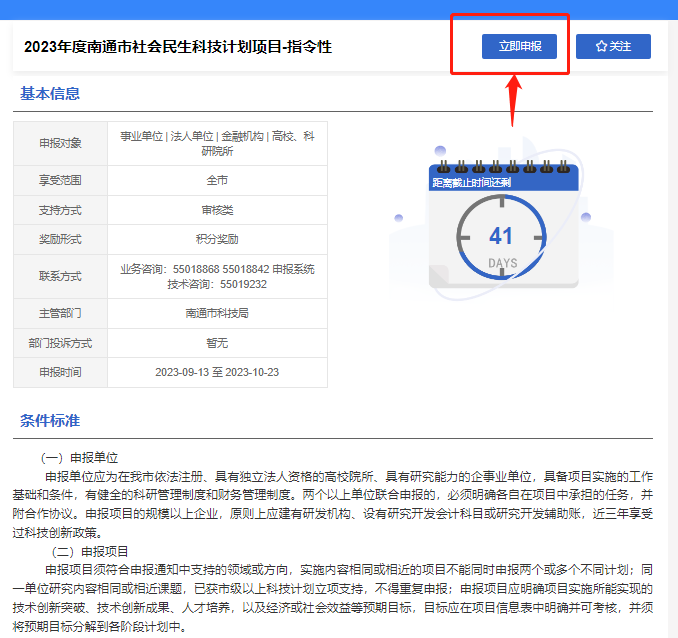 2023年度南通市社会民生科技计划项目-指令性
立即申报
关注
基本信息
申报对象
事业单位 | 法人单位 | 金融机构 | 高校、科
研院所
享受范围
全市
支持方式
审核类
奖励形式
积分奖励
联系方式
业务咨询：55018868 55018842 申报系统
技术咨询：55019232
主管部门
南通市科技局
部门投诉方式
暂无
申报时间
2023-09-13 至 2023-10-23
距离截止时间还剩
41
DAYS
条件标准
（一）申报单位
申报单位应为在我市依法注册、具有独立法人资格的高校院所、具有研究能力的企事业单位，具备项目实施的工作
基础和条件，有健全的科研管理制度和财务管理制度。两个以上单位联合申报的，必须明确各自在项目中承担的任务，并
附合作协议。申报项目的规模以上企业，原则上应建有研发机构、设有研究开发会计科目或研究开发辅助账，近三年享受
过科技创新政策。
（二）申报项目
申报项目须符合申报通知中支持的领域或方向，实施内容相同或相近的项目不能同时申报两个或多个不同计划；同
一单位研究内容相同或相近课题，已获市级以上科技计划立项支持，不得重复申报；申报项目应明确项目实施所能实现的
技术创新突破、技术创新成果、人才培养，以及经济或社会效益等预期目标，目标应在项目信息表中明确并可考核，并须
将预期目标分解到各阶段计划中。